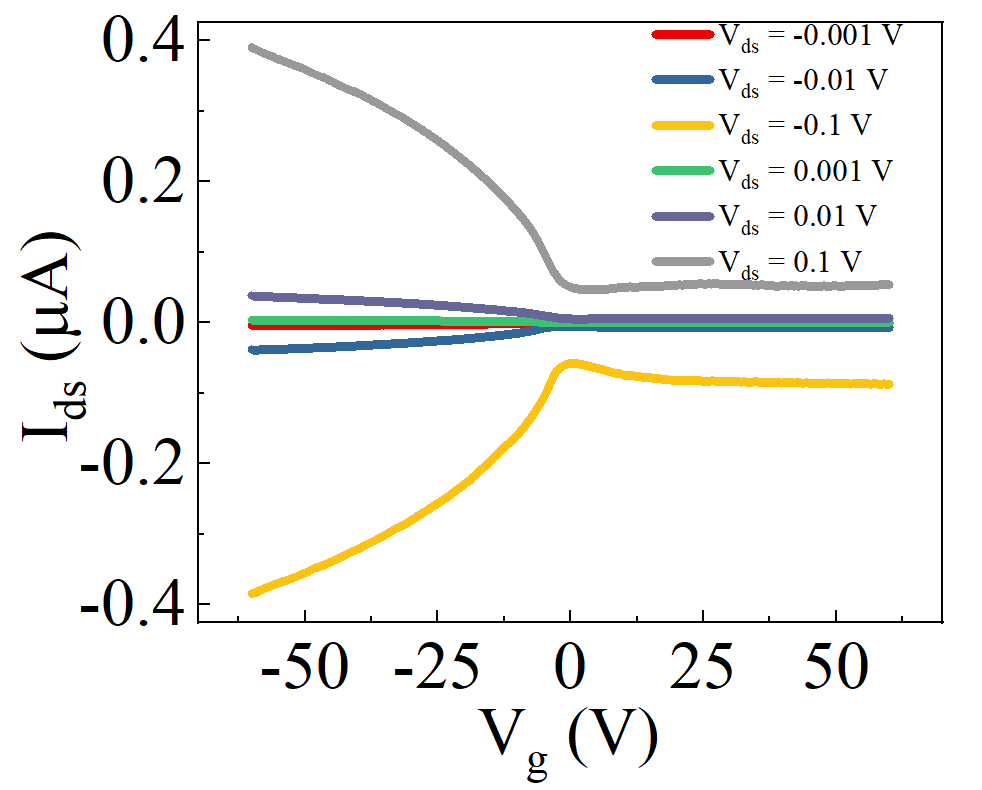 0.4
0.2
0.0
-0.2
-0.4
I_ds (μA)
V_ds = -0.001 V
V_ds = -0.01 V
V_ds = -0.1 V
V_ds = 0.001 V
V_ds = 0.01 V
V_ds = 0.1 V
-50 -25 0 25 50
V_g (V)